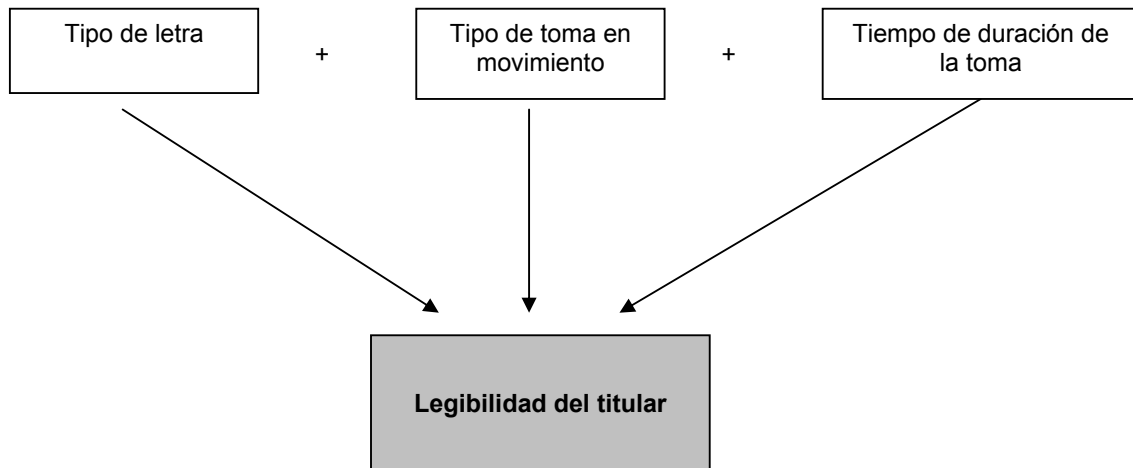 Tipo de letra
+
Tipo de toma en
movimiento
+
Tiempo de duración de
la toma
Legibilidad del titular